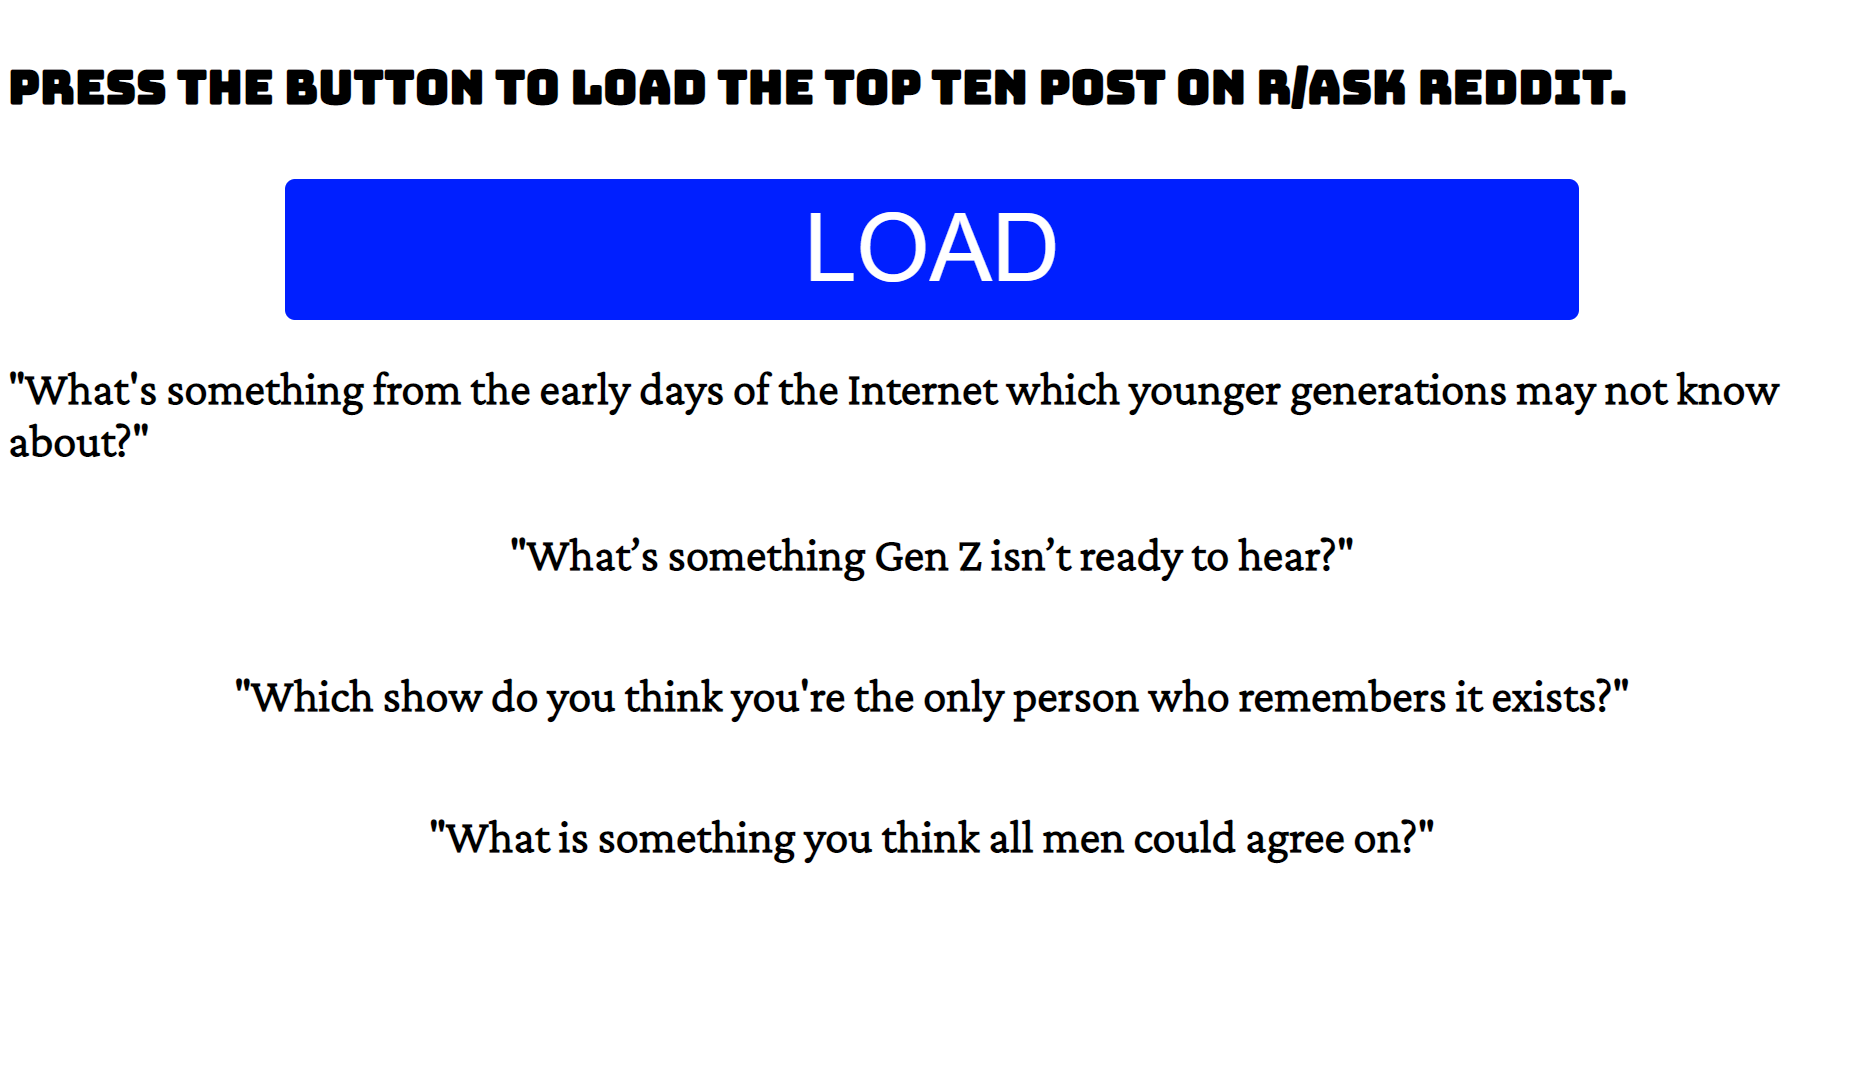 PRESS THE BUTTON TO LOAD THE TOP TEN POST ON R/ASK REDDIT.
LOAD
"What's something from the early days of the Internet which younger generations may not know
about?"
"What’s something Gen Z isn’t ready to hear?"
"Which show do you think you're the only person who remembers it exists?"
"What is something you think all men could agree on?"